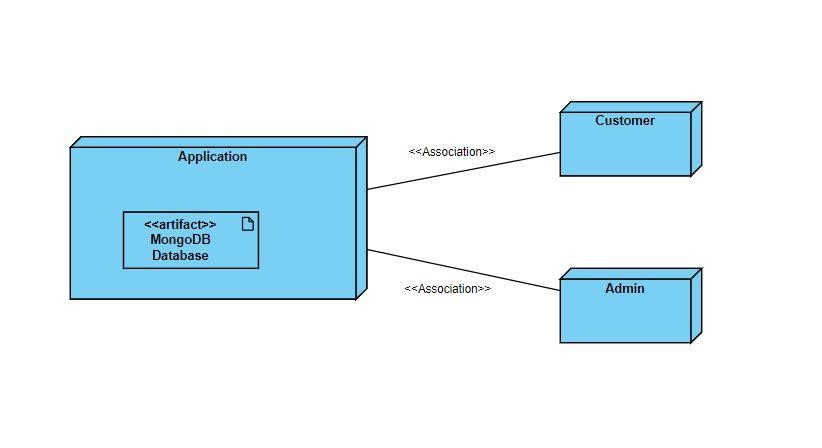 Customer
<<Association>>
Application
<<artifact>>
MongoDB
Database
<<Association>>
Admin